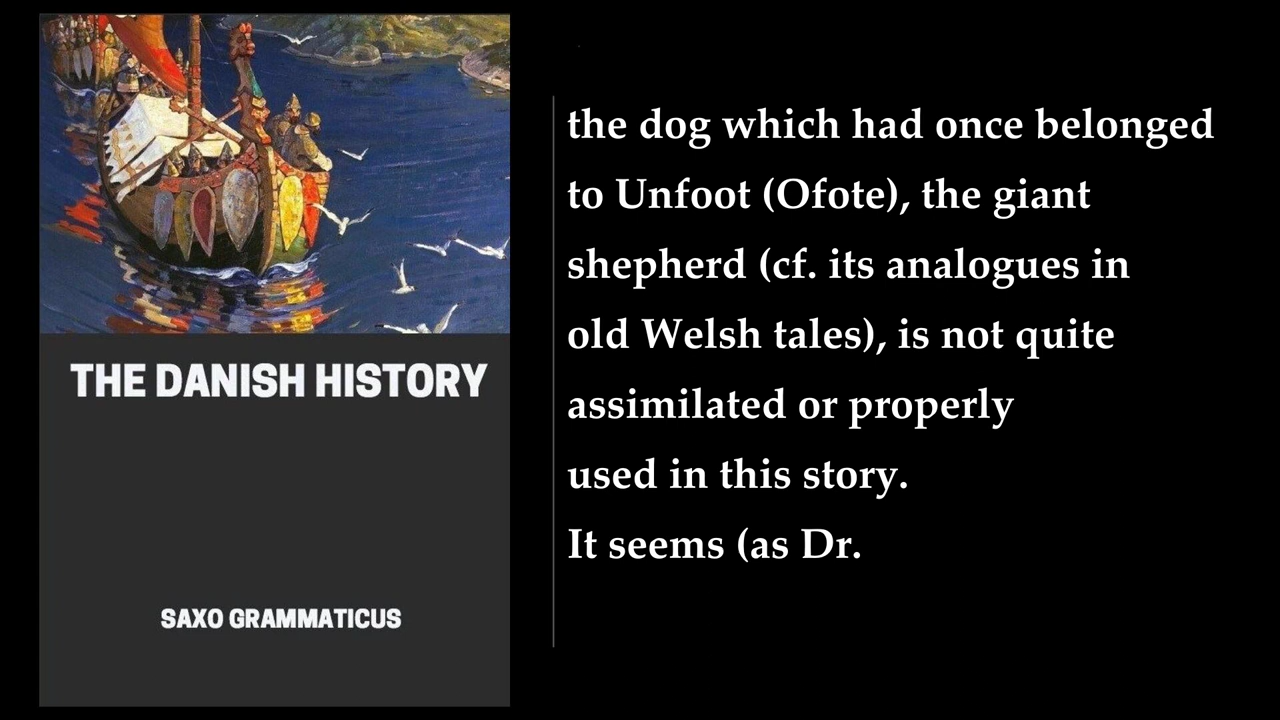 THE DANISH HISTORY
SAXO GRAMMATICUS
the dog which had once belonged
to Unfoot (Ofote), the giant
shepherd (cf. its analogues in
old Welsh tales), is not quite
assimilated or properly
used in this story.
It seems (as Dr.